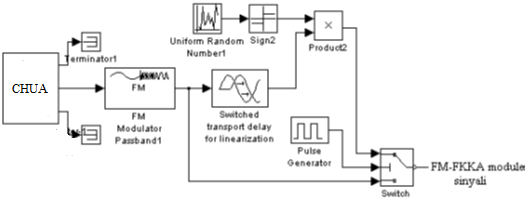 Uniform Random
Number1
Sign2
×
Product2
Terminator1
CHUA
FM
FM
Modulator
Passband1
Switched
transport delay
for linearization
Pulse
Generator
Switch
FM-FKKA module
sinyali